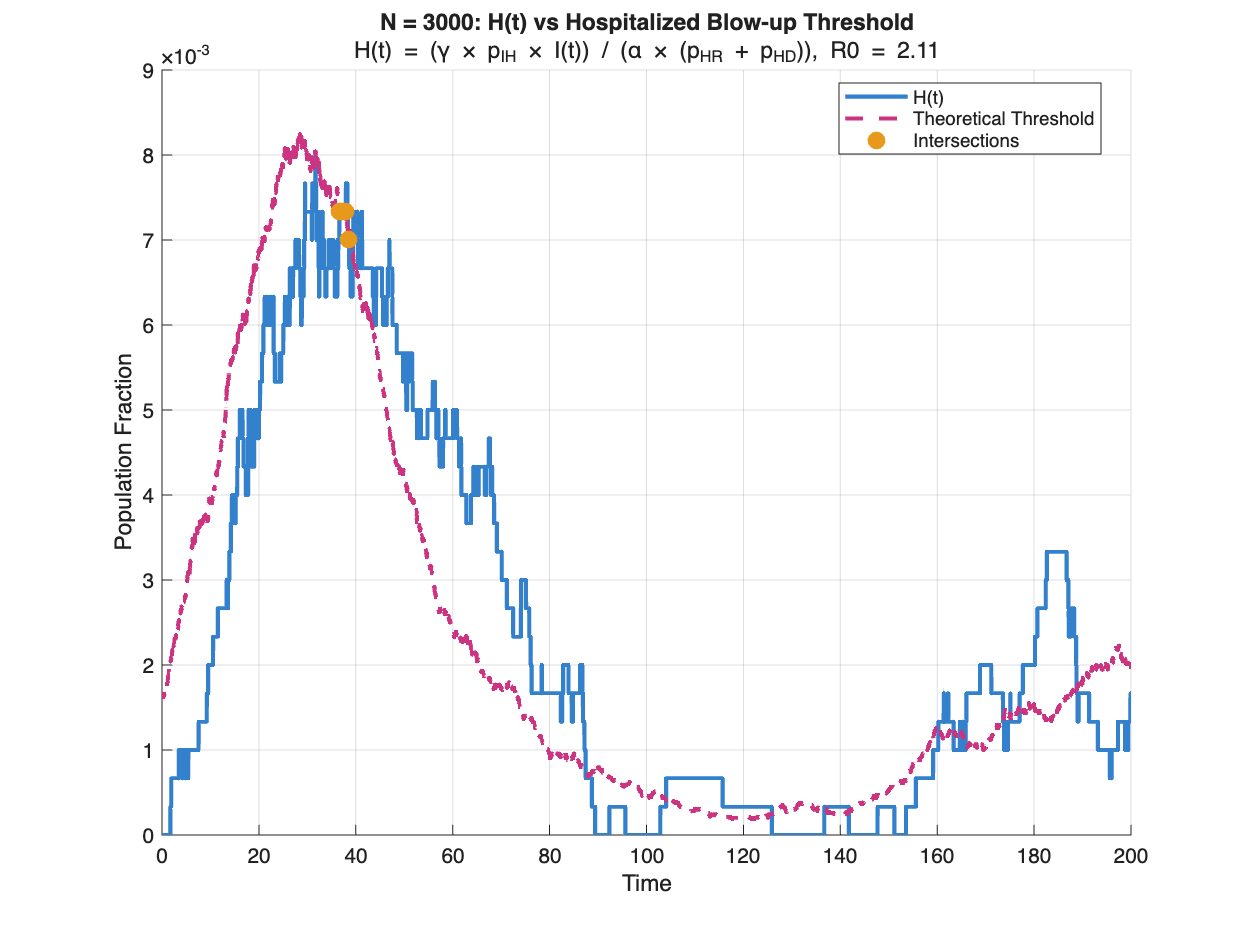 N = 3000: H(t) vs Hospitalized Blow-up Threshold
H(t) = (γ × pIH × I(t)) / (α × (pHR + pHD)), R0 = 2.11
×10-3
9
8
7
6
5
4
3
2
1
0
Population Fraction
H(t)
Theoretical Threshold
Intersections
0 20 40 60 80 100 120 140 160 180 200
Time